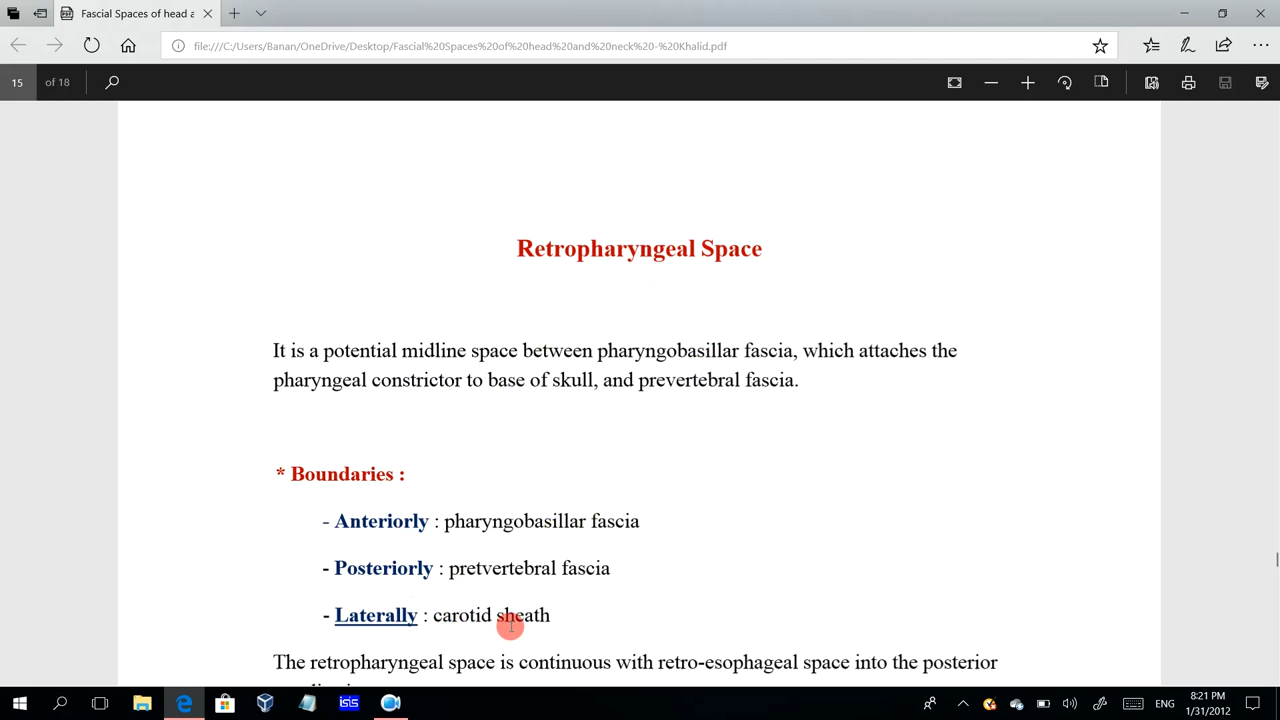 Fascial Spaces of head a
file:///C:/Users/Banan/OneDrive/Desktop/Fascial%20Spaces%20of%20head%20and%20neck%20-%20Khalid.pdf
15 of 18
Retropharyngeal Space
It is a potential midline space between pharyngobasillar fascia, which attaches the
pharyngeal constrictor to base of skull, and prevertebral fascia.
* Boundaries :
- Anteriorly : pharyngobasillar fascia
- Posteriorly : pretvertebral fascia
- Laterally : carotid sheath
The retropharyngeal space is continuous with retro-esophageal space into the posterior
isis
ENG
8:21 PM
1/31/2012